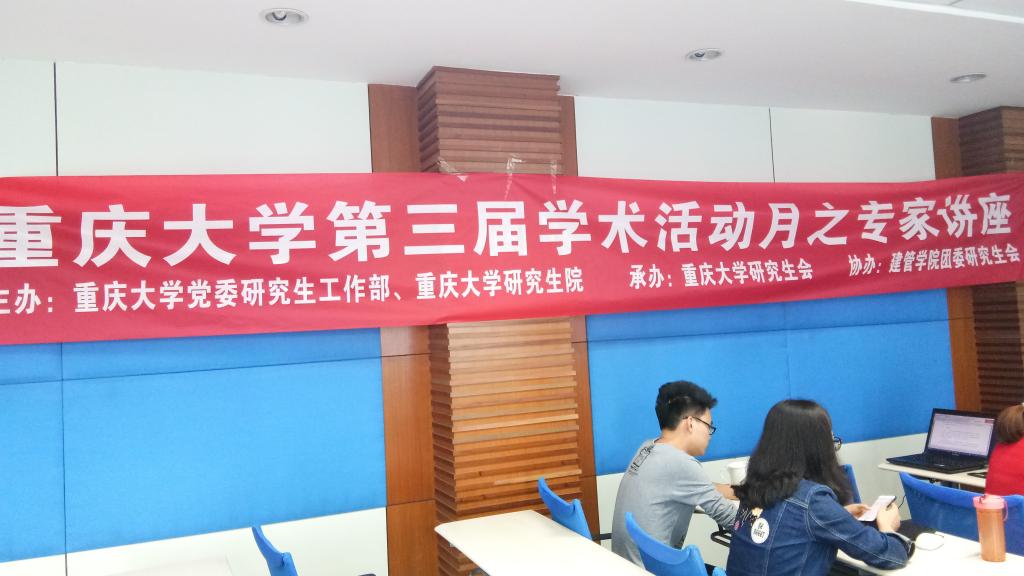 重庆大学第三届学术活动月之专家讲座
主办：重庆大学党委研究生工作部、重庆大学研究生院 承办：重庆大学研究生会 协办：建管学院团委研究生会